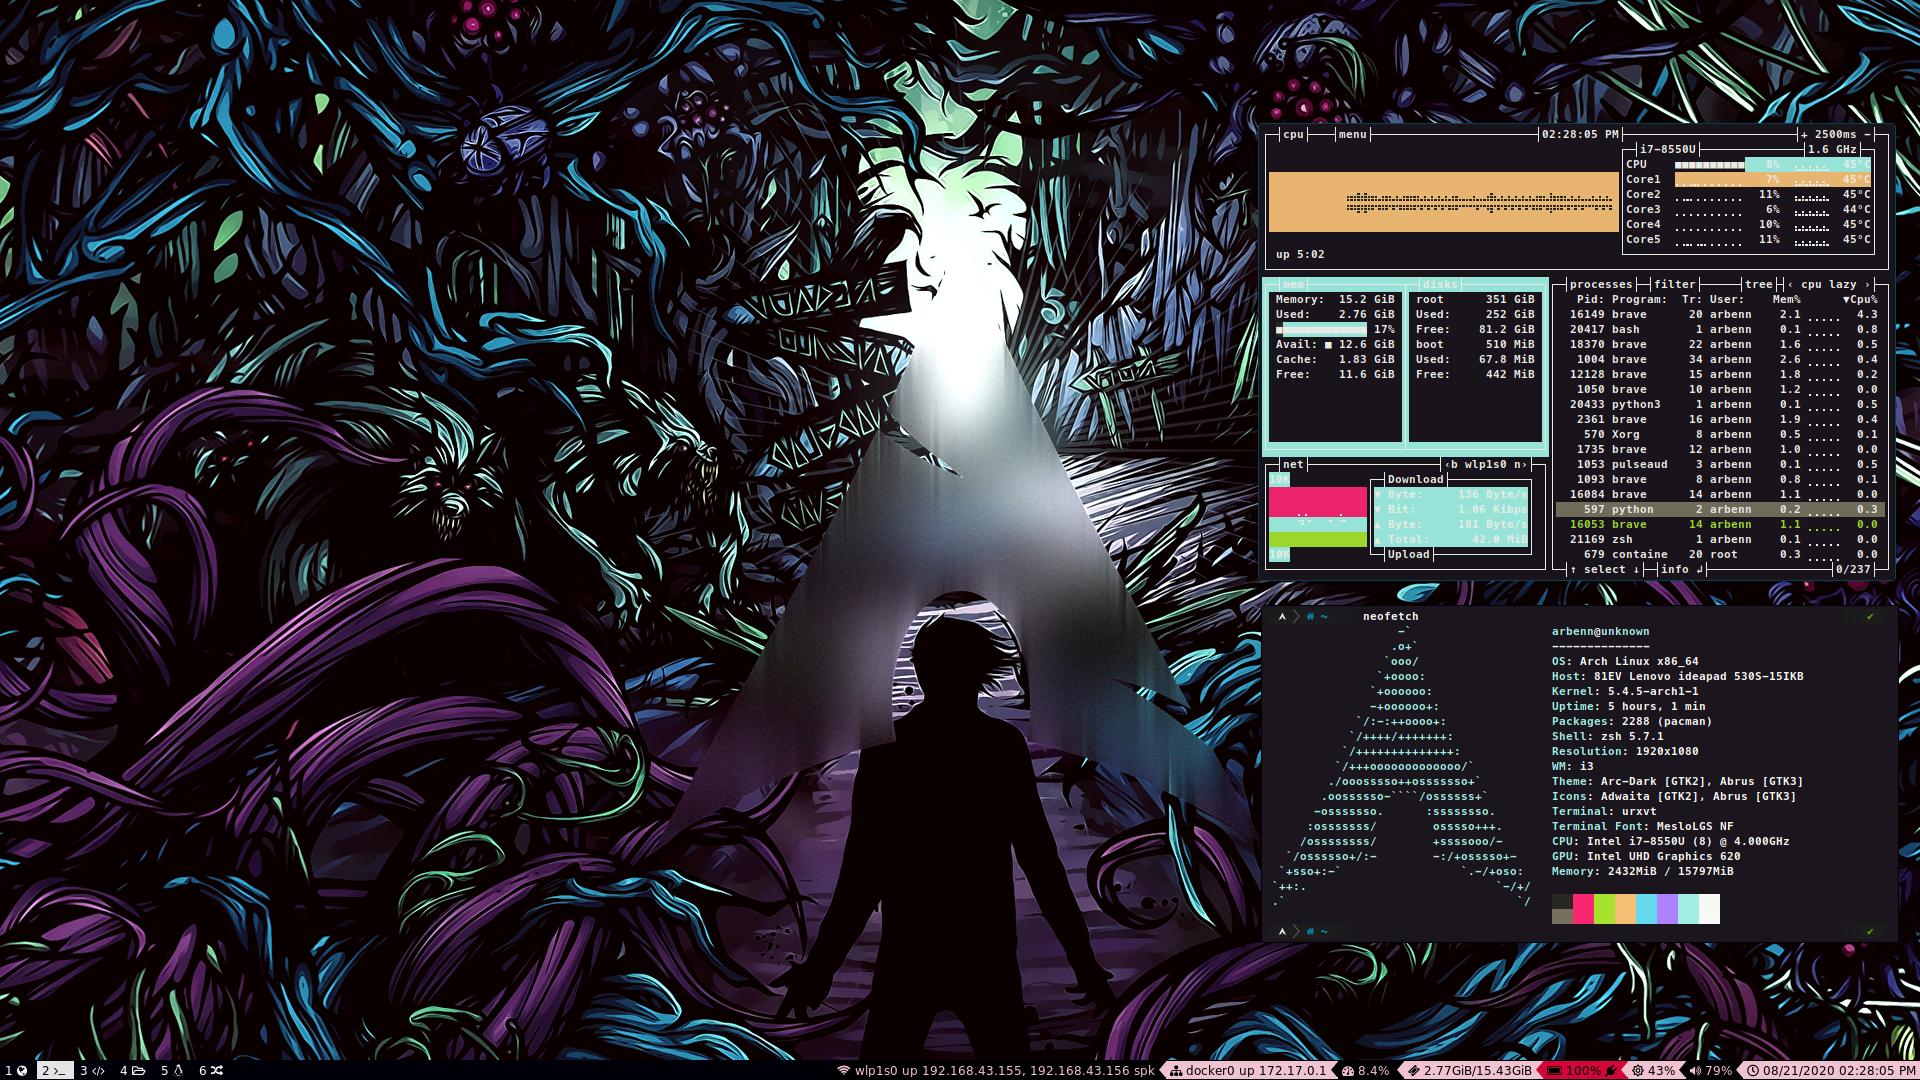 cpu menu 02:28:05 PM + 2500ms -
i7-8550U 1.6 GHz
CPU 8% 45°C
Core1 7% 45°C
Core2 11% 45°C
Core3 6% 44°C
Core4 10% 45°C
Core5 11% 45°C
up 5:02
mem
Memory: 15.2 GiB
Used: 2.76 GiB
17%
Avail: 12.6 GiB
Cache: 1.83 GiB
Free: 11.6 GiB
disks
root 351 GiB
Used: 252 GiB
Free: 81.2 GiB
boot 510 MiB
Used: 67.8 MiB
Free: 442 MiB
net ‹b wlp1s0 n›
10K
Download
▼ Byte: 136 Byte/s
▼ Bit: 1.06 Kibps
▲ Byte: 181 Byte/s
▲ Total: 42.0 MiB
10K
Upload
processes filter tree ‹ cpu lazy ›
Pid: Program: Tr: User: Mem% ▼Cpu%
16149 brave 20 arbenn 2.1 4.3
20417 bash 1 arbenn 0.1 0.8
18370 brave 22 arbenn 1.6 0.5
1004 brave 34 arbenn 2.6 0.4
12128 brave 15 arbenn 1.8 0.2
1050 brave 10 arbenn 1.2 0.0
20433 python3 1 arbenn 0.1 0.5
2361 brave 16 arbenn 1.9 0.4
570 Xorg 8 arbenn 0.5 0.1
1735 brave 12 arbenn 1.0 0.0
1053 pulseaud 3 arbenn 0.1 0.5
1093 brave 8 arbenn 0.8 0.1
16084 brave 14 arbenn 1.1 0.0
597 python 2 arbenn 0.2 0.3
16053 brave 14 arbenn 1.1 0.0
21169 zsh 1 arbenn 0.1 0.0
679 containe 20 root 0.3 0.0
↑ select ↓ info ↲ 0/237
~ neofetch ✔
arbenn@unknown
--------------
OS: Arch Linux x86_64
Host: 81EV Lenovo ideapad 530S-15IKB
Kernel: 5.4.5-arch1-1
Uptime: 5 hours, 1 min
Packages: 2288 (pacman)
Shell: zsh 5.7.1
Resolution: 1920x1080
WM: i3
Theme: Arc-Dark [GTK2], Abrus [GTK3]
Icons: Adwaita [GTK2], Abrus [GTK3]
Terminal: urxvt
Terminal Font: MesloLGS NF
CPU: Intel i7-8550U (8) @ 4.000GHz
GPU: Intel UHD Graphics 620
Memory: 2432MiB / 15797MiB
~ ✔
1 2 3 4 5 6 wlp1s0 up 192.168.43.155, 192.168.43.156 spk docker0 up 172.17.0.1 8.4% 2.77GiB/15.43GiB 100% 43% 79% 08/21/2020 02:28:05 PM